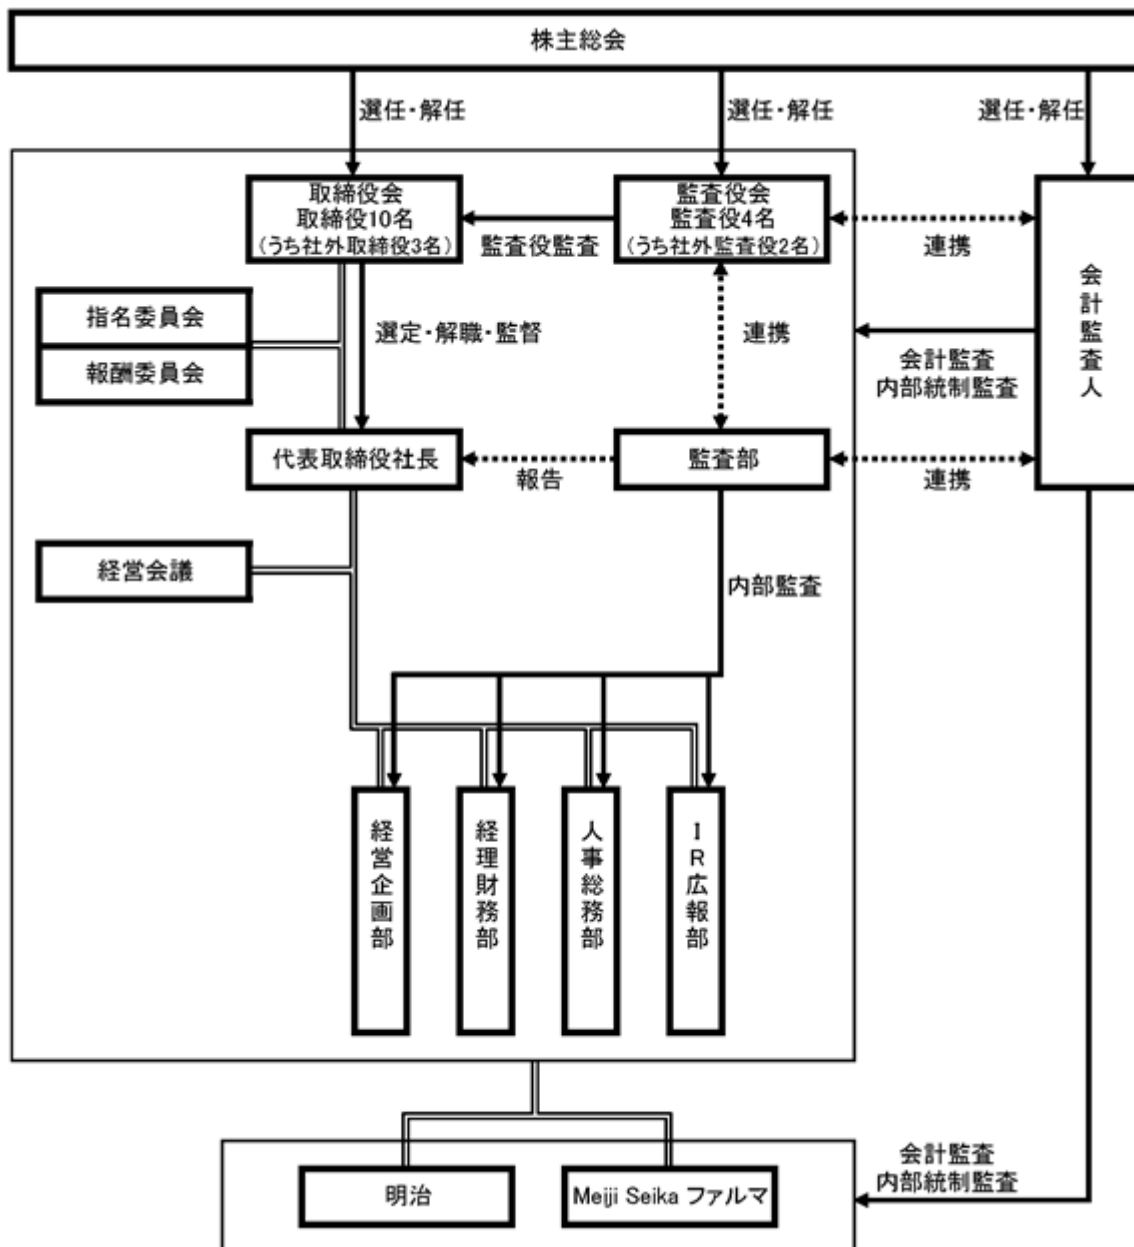 株主総会
選任・解任
選任・解任
選任・解任
取締役会
取締役10名
(うち社外取締役3名)
監査役監査
監査役会
監査役4名
(うち社外監査役2名)
連携
会計監査人
指名委員会
報酬委員会
選定・解職・監督
連携
会計監査
内部統制監査
代表取締役社長
報告
監査部
連携
経営会議
内部監査
経営企画部
経理財務部
人事総務部
IR広報部
明治
Meiji Seika ファルマ
会計監査
内部統制監査